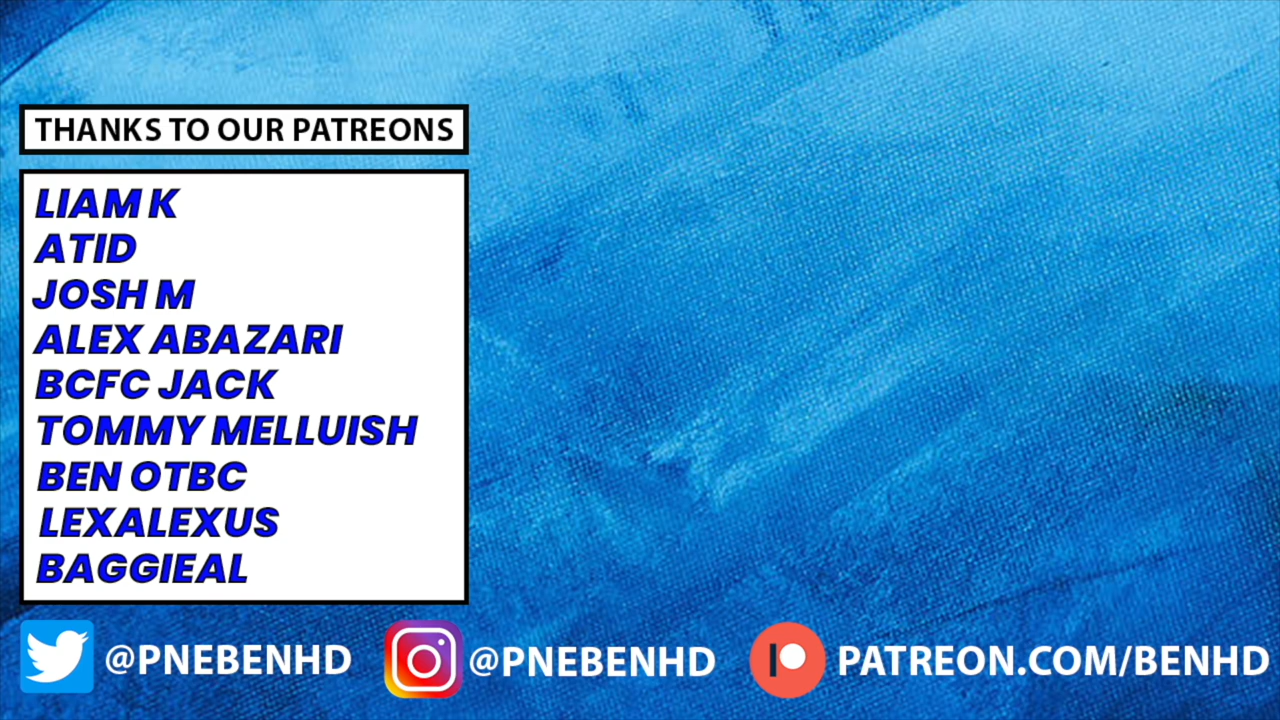 THANKS TO OUR PATREONS
LIAM K
ATID
JOSH M
ALEX ABAZARI
BCFC JACK
TOMMY MELLUISH
BEN OTBC
LEXALEXUS
BAGGIEAL
@PNEBENHD
@PNEBENHD
PATREON.COM/BENHD